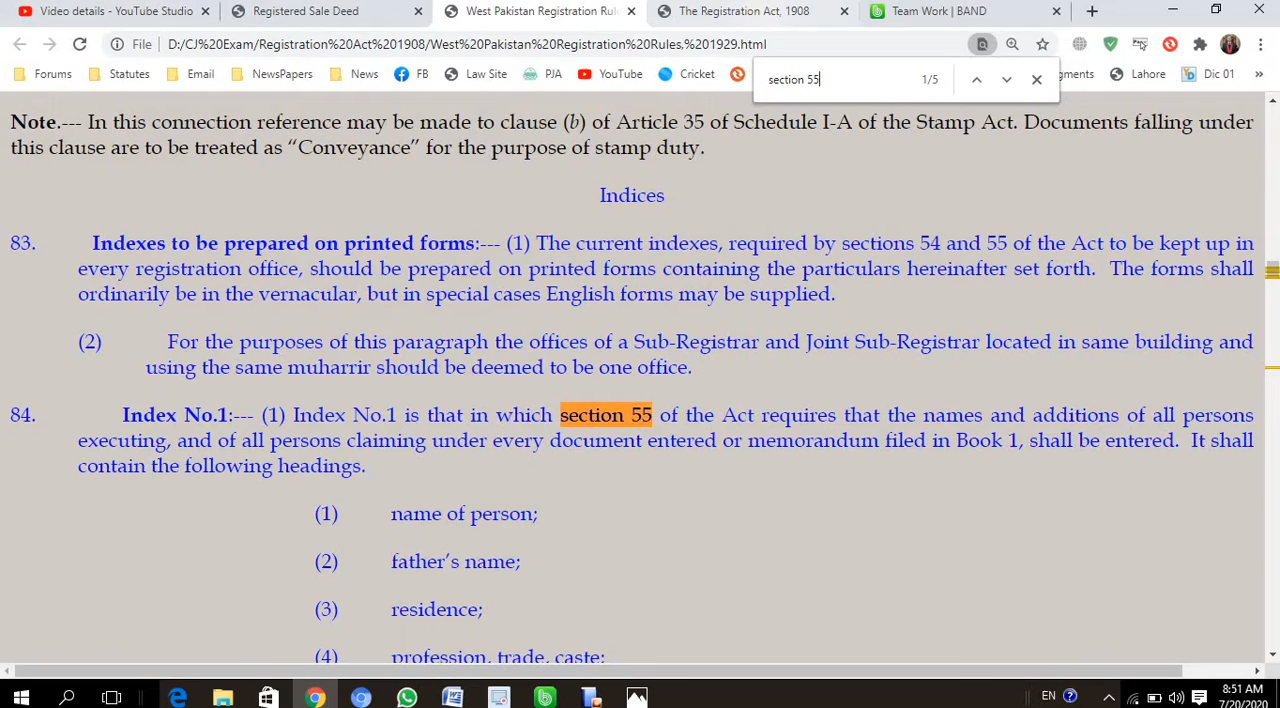 Video details - YouTube Studio
Registered Sale Deed
West Pakistan Registration Rul
The Registration Act, 1908
Team Work | BAND
File
D:/CJ%20Exam/Registration%20Act%201908/West%20Pakistan%20Registration%20Rules,%201929.html
Forums
Statutes
Email
NewsPapers
News
FB
Law Site
PJA
YouTube
Cricket
gments
Lahore
Dic 01
»
section 55
1/5
Note.--- In this connection reference may be made to clause (b) of Article 35 of Schedule I-A of the Stamp Act. Documents falling under
this clause are to be treated as “Conveyance” for the purpose of stamp duty.
Indices
83. Indexes to be prepared on printed forms:--- (1) The current indexes, required by sections 54 and 55 of the Act to be kept up in
every registration office, should be prepared on printed forms containing the particulars hereinafter set forth. The forms shall
ordinarily be in the vernacular, but in special cases English forms may be supplied.
(2) For the purposes of this paragraph the offices of a Sub-Registrar and Joint Sub-Registrar located in same building and
using the same muharrir should be deemed to be one office.
84. Index No.1:--- (1) Index No.1 is that in which section 55 of the Act requires that the names and additions of all persons
executing, and of all persons claiming under every document entered or memorandum filed in Book 1, shall be entered. It shall
contain the following headings.
(1) name of person;
(2) father’s name;
(3) residence;
(4) profession, trade, caste;
EN
8:51 AM
7/20/2020